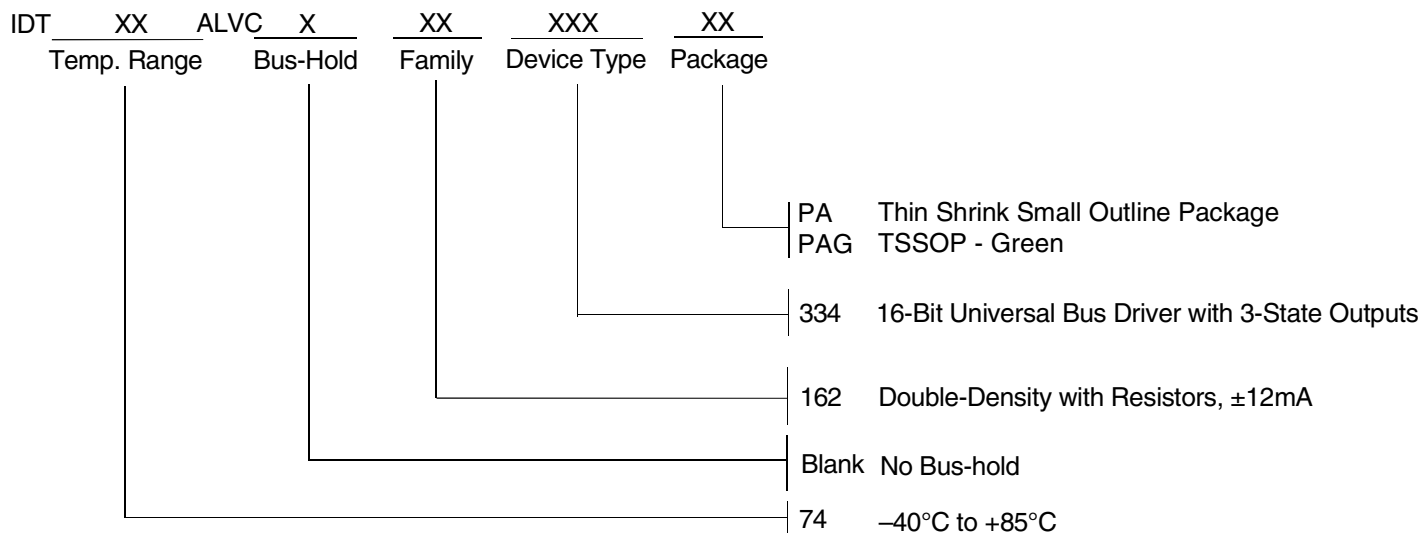 IDT XX ALVC X XX XXX XX
Temp. Range Bus-Hold Family Device Type Package
PA Thin Shrink Small Outline Package
PAG TSSOP - Green
334 16-Bit Universal Bus Driver with 3-State Outputs
162 Double-Density with Resistors, ±12mA
Blank No Bus-hold
74 –40°C to +85°C